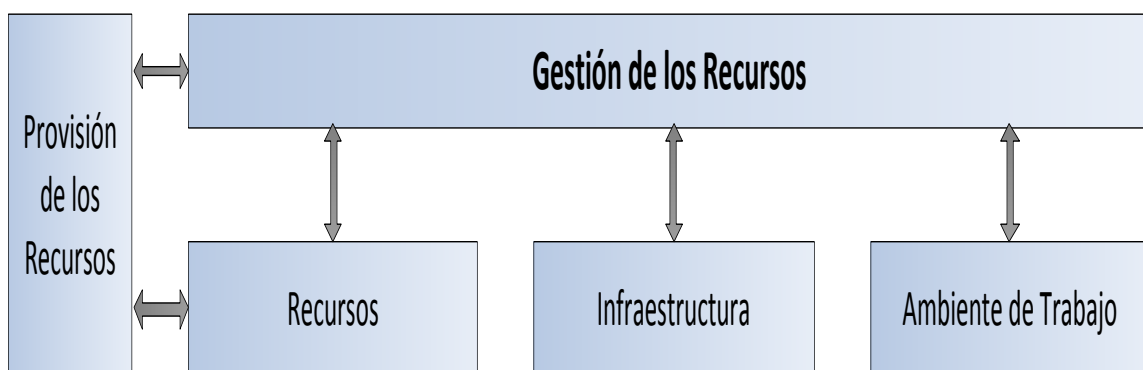 Gestión de los Recursos
Provisión
de los
Recursos
Recursos
Infraestructura
Ambiente de Trabajo